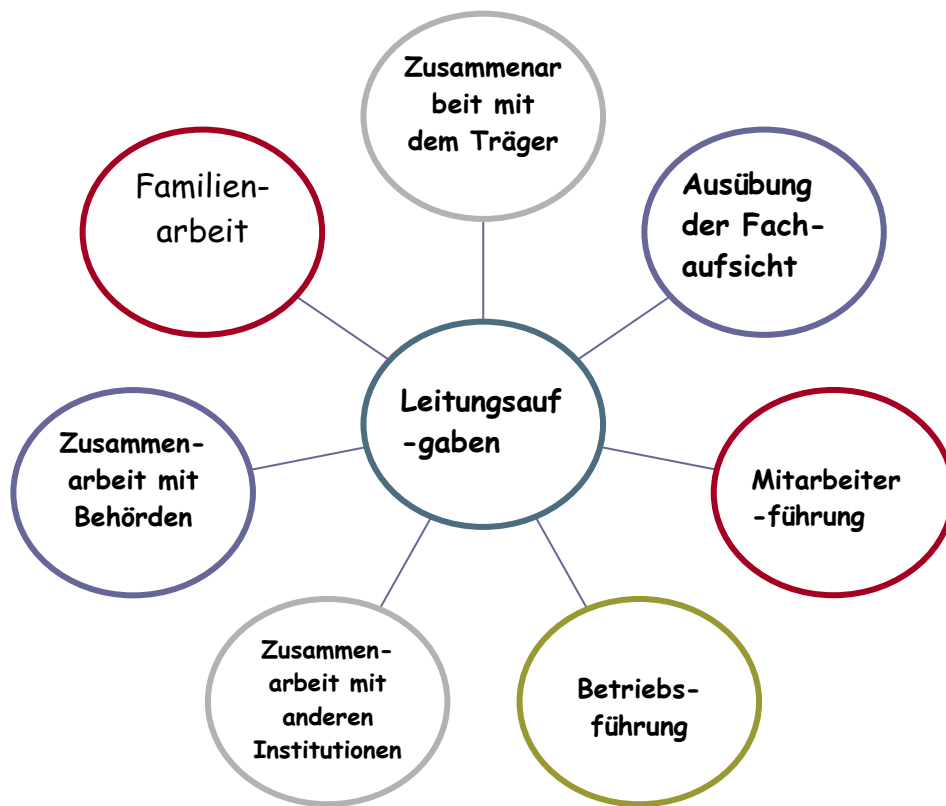 Zusammenar
beit mit
dem Träger
Ausübung
der Fach-
aufsicht
Mitarbeiter
-führung
Betriebs-
führung
Zusammen-
arbeit mit
anderen
Institutionen
Zusammen-
arbeit mit
Behörden
Familien-
arbeit
Leitungsauf
-gaben